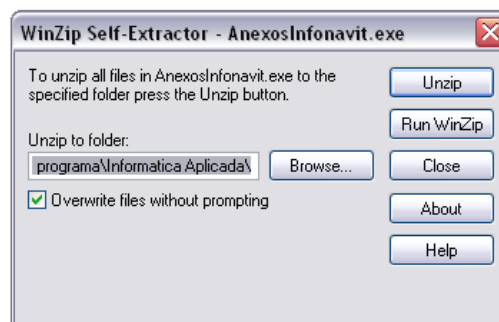 WinZip Self-Extractor - AnexosInfonavit.exe
To unzip all files in AnexosInfonavit.exe to the
specified folder press the Unzip button.
Unzip to folder:
programa\Informatica Aplicada\
Browse...
Overwrite files without prompting
Unzip
Run WinZip
Close
About
Help